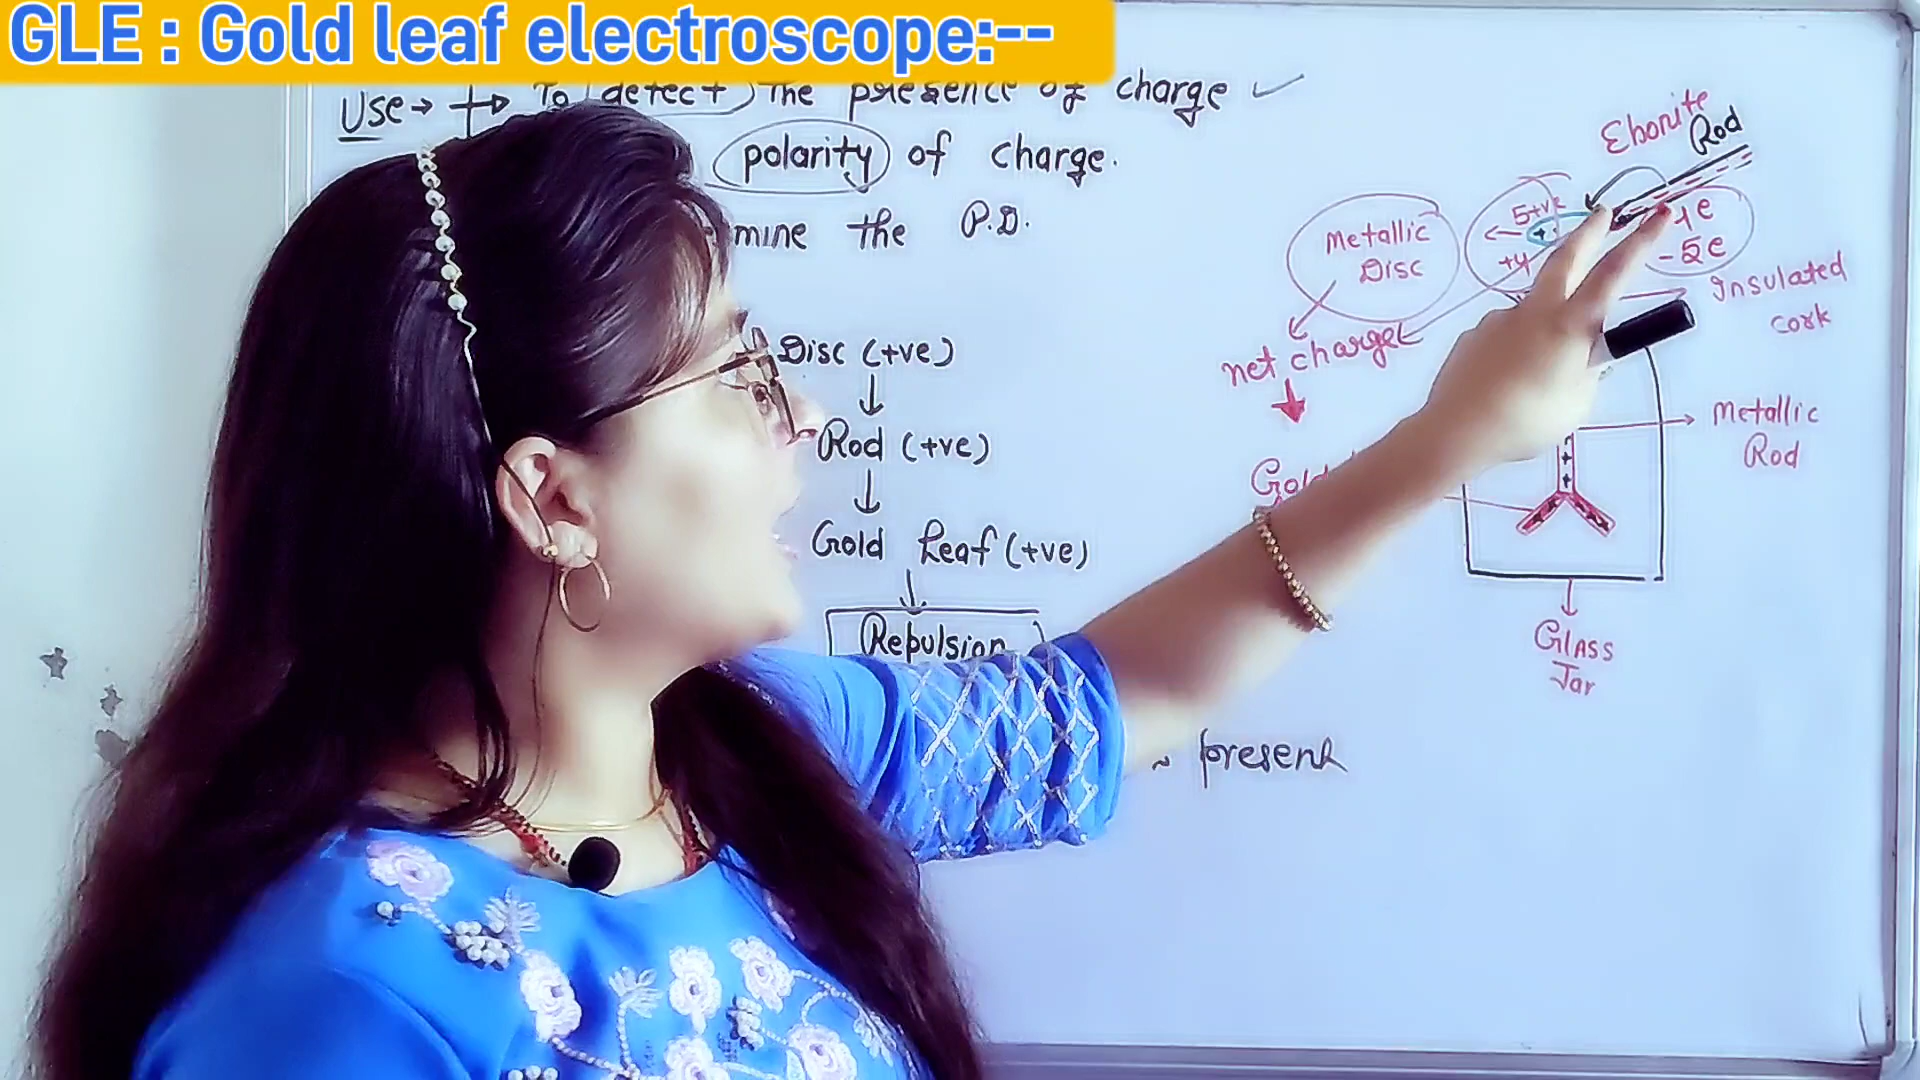 GLE : Gold leaf electroscope:--
Use → To detect the presence of charge ✓
polarity of charge.
mine the P.D.
Disc (+ve)
↓
Rod (+ve)
↓
Gold Leaf (+ve)
↓
Repulsion
present
Ebonite
Rod
5+ve
+4
-1e
-5e
Metallic
Disc
net charge
Insulated
cork
Metallic
Rod
Gold
Glass
Jar